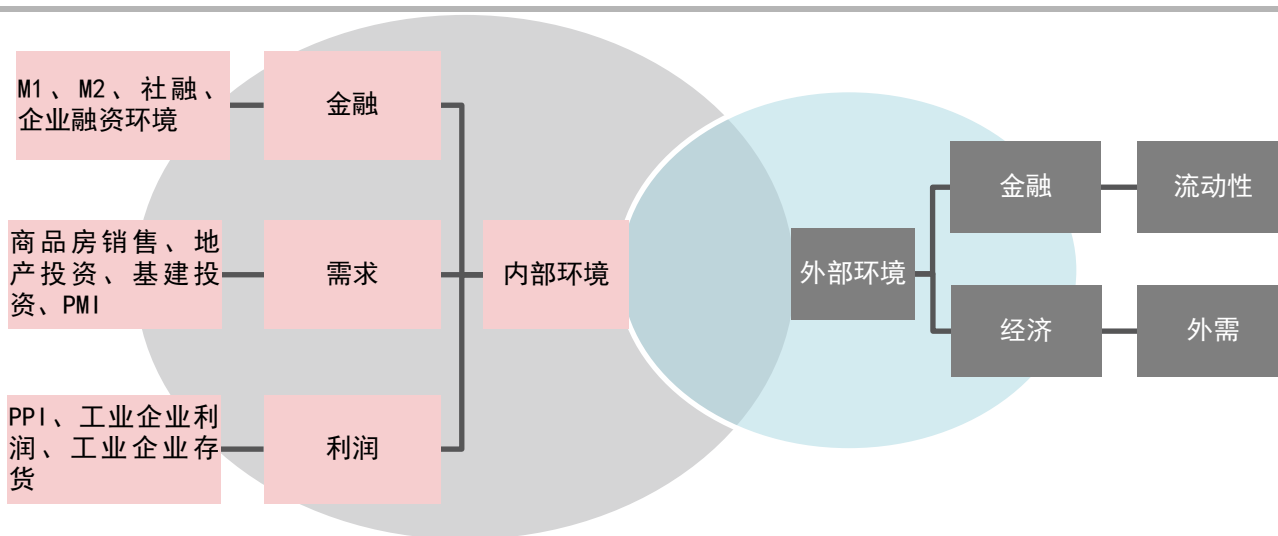 M1、M2、社融、
企业融资环境
金融
商品房销售、地
产投资、基建投
资、PMI
需求
内部环境
PPI、工业企业利
润、工业企业存
货
利润
外部环境
金融
流动性
经济
外需